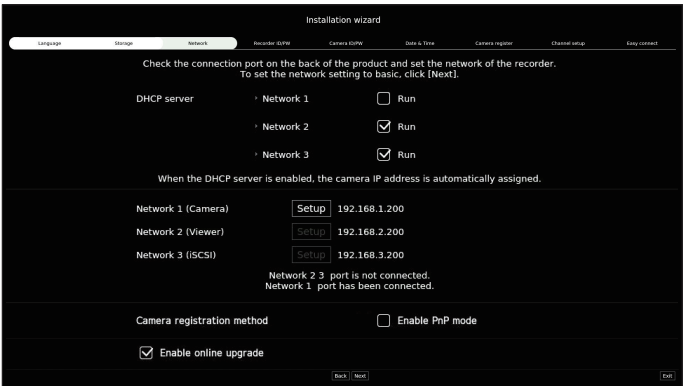 Installation wizard
Language Storage Network Recorder ID/PW Camera ID/PW Date & Time Camera register Channel setup Easy connect
Check the connection port on the back of the product and set the network of the recorder.
To set the network setting to basic, click [Next].
DHCP server Network 1 Run
Network 2 Run
Network 3 Run
When the DHCP server is enabled, the camera IP address is automatically assigned.
Network 1 (Camera) Setup 192.168.1.200
Network 2 (Viewer) Setup 192.168.2.200
Network 3 (iSCSI) Setup 192.168.3.200
Network 2 3 port is not connected.
Network 1 port has been connected.
Camera registration method Enable PnP mode
Enable online upgrade
Back Next Exit